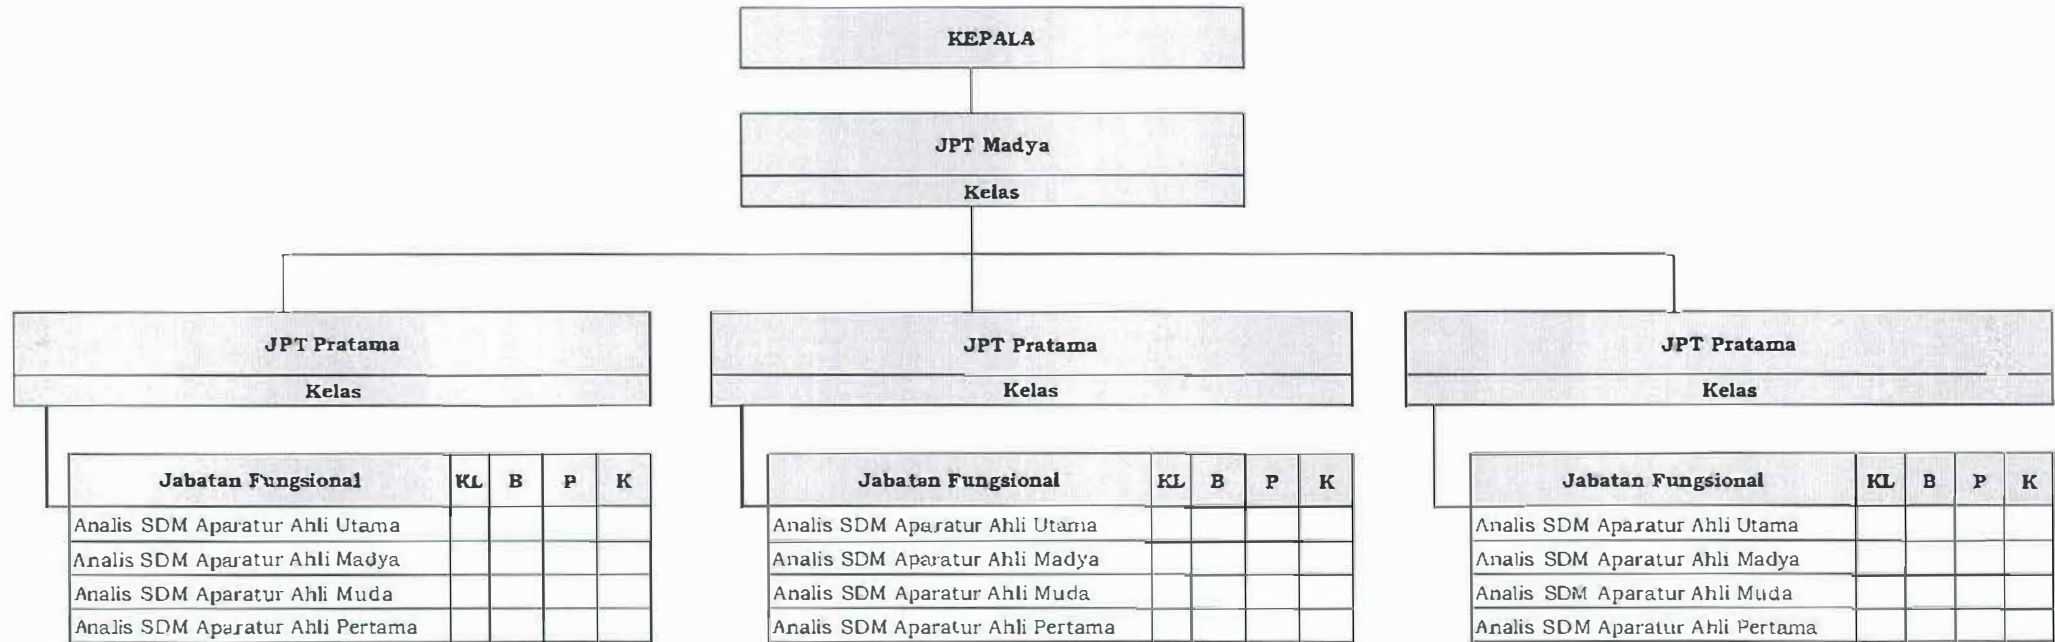 KEPALA
JPT Madya
Kelas
JPT Pratama
Kelas
Jabatan Fungsional KL B P K
Analis SDM Aparatur Ahli Utama
Analis SDM Aparatur Ahli Madya
Analis SDM Aparatur Ahli Muda
Analis SDM Aparatur Ahli Pertama
JPT Pratama
Kelas
Jabatan Fungsional KL B P K
Analis SDM Aparatur Ahli Utama
Analis SDM Aparatur Ahli Madya
Analis SDM Aparatur Ahli Muda
Analis SDM Aparatur Ahli Pertama
JPT Pratama
Kelas
Jabatan Fungsional KL B P K
Analis SDM Aparatur Ahli Utama
Analis SDM Aparatur Ahli Madya
Analis SDM Aparatur Ahli Muda
Analis SDM Aparatur Ahli Pertama